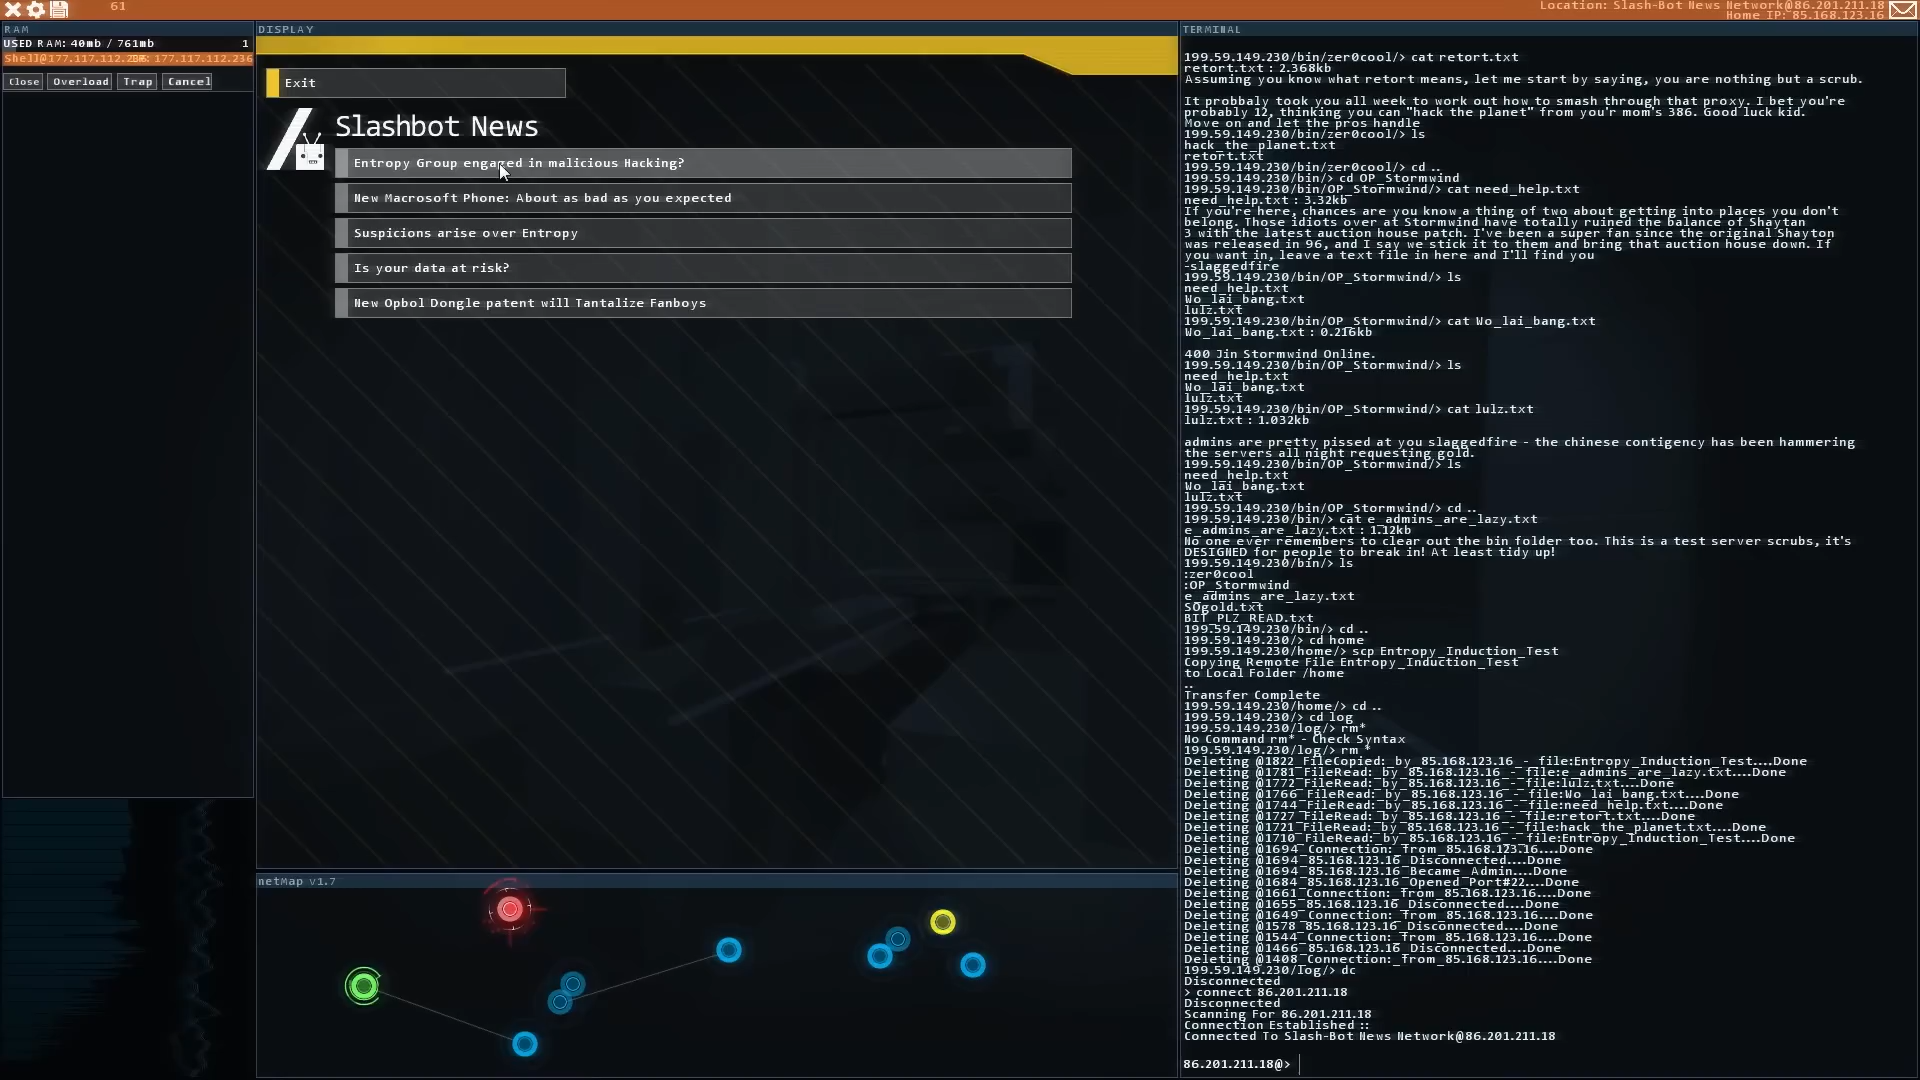 61
Location: Slash-Bot News Network@86.201.211.18
Home IP: 85.168.123.16
RAM
USED RAM: 40mb / 761mb 1
Close Overload Trap Cancel
DISPLAY
Exit
Slashbot News
Entropy Group engaged in malicious Hacking?
New Macrosoft Phone: About as bad as you expected
Suspicions arise over Entropy
Is your data at risk?
New Opbol Dongle patent will Tantalize Fanboys
netMap v1.7
TERMINAL
199.59.149.230/bin/zer0cool/> cat retort.txt
retort.txt : 2.368kb
Assuming you know what retort means, let me start by saying, you are nothing but a scrub.
It probbaly took you all week to work out how to smash through that proxy. I bet you're
probably 12, thinking you can "hack the planet" from you'r mom's 386. Good luck kid.
Move on and let the pros handle
199.59.149.230/bin/zer0cool/> ls
hack_the_planet.txt
retort.txt
199.59.149.230/bin/zer0cool/> cd ..
199.59.149.230/bin/> cd OP_Stormwind
199.59.149.230/bin/OP_Stormwind/> cat need_help.txt
need_help.txt : 3.32kb
If you're here, chances are you know a thing of two about getting into places you don't
belong. Those idiots over at Stormwind have totally ruined the balance of Shaytan
3 with the latest auction house patch. I've been a super fan since the original Shayton
was released in 96, and I say we stick it to them and bring that auction house down. If
you want in, leave a text file in here and I'll find you
-slaggedfire
199.59.149.230/bin/OP_Stormwind/> ls
need_help.txt
Wo_lai_bang.txt
lulz.txt
199.59.149.230/bin/OP_Stormwind/> cat Wo_lai_bang.txt
Wo_lai_bang.txt : 0.216kb
400 Jin Stormwind Online.
199.59.149.230/bin/OP_Stormwind/> ls
need_help.txt
Wo_lai_bang.txt
lulz.txt
199.59.149.230/bin/OP_Stormwind/> cat lulz.txt
lulz.txt : 1.032kb
admins are pretty pissed at you slaggedfire - the chinese contigency has been hammering
the servers all night requesting gold.
199.59.149.230/bin/OP_Stormwind/> ls
need_help.txt
Wo_lai_bang.txt
lulz.txt
199.59.149.230/bin/OP_Stormwind/> cd ..
199.59.149.230/bin/> cat e_admins_are_lazy.txt
e_admins_are_lazy.txt : 1.12kb
No one ever remembers to clear out the bin folder too. This is a test server scrubs, it's
DESIGNED for people to break in! At least tidy up!
199.59.149.230/bin/> ls
:zer0cool
:OP_Stormwind
e_admins_are_lazy.txt
SOgold.txt
BIT_PLZ_READ.txt
199.59.149.230/bin/> cd ..
199.59.149.230/> cd home
199.59.149.230/home/> scp Entropy_Induction_Test
Copying Remote File Entropy_Induction_Test
to Local Folder /home
..
Transfer Complete
199.59.149.230/home/> cd ..
199.59.149.230/> cd log
199.59.149.230/log/> rm*
No Command rm* - Check Syntax
199.59.149.230/log/> rm *
Deleting @1822_FileCopied:_by_85.168.123.16_-_file:Entropy_Induction_Test....Done
Deleting @1781_FileRead:_by_85.168.123.16_-_file:e_admins_are_lazy.txt....Done
Deleting @1772_FileRead:_by_85.168.123.16_-_file:lulz.txt....Done
Deleting @1766_FileRead:_by_85.168.123.16_-_file:Wo_lai_bang.txt....Done
Deleting @1744_FileRead:_by_85.168.123.16_-_file:need_help.txt....Done
Deleting @1727_FileRead:_by_85.168.123.16_-_file:retort.txt....Done
Deleting @1721_FileRead:_by_85.168.123.16_-_file:hack_the_planet.txt....Done
Deleting @1710_FileRead:_by_85.168.123.16_-_file:Entropy_Induction_Test....Done
Deleting @1694_Connection:_from_85.168.123.16....Done
Deleting @1694_85.168.123.16_Disconnected....Done
Deleting @1694_85.168.123.16_Became_Admin....Done
Deleting @1684_85.168.123.16_Opened_Port#22....Done
Deleting @1661_Connection:_from_85.168.123.16....Done
Deleting @1655_85.168.123.16_Disconnected....Done
Deleting @1649_Connection:_from_85.168.123.16....Done
Deleting @1578_85.168.123.16_Disconnected....Done
Deleting @1544_Connection:_from_85.168.123.16....Done
Deleting @1466_85.168.123.16_Disconnected....Done
Deleting @1408_Connection:_from_85.168.123.16....Done
199.59.149.230/log/> dc
Disconnected
> connect 86.201.211.18
Disconnected
Scanning For 86.201.211.18
Connection Established ::
Connected To Slash-Bot News Network@86.201.211.18
86.201.211.18@>